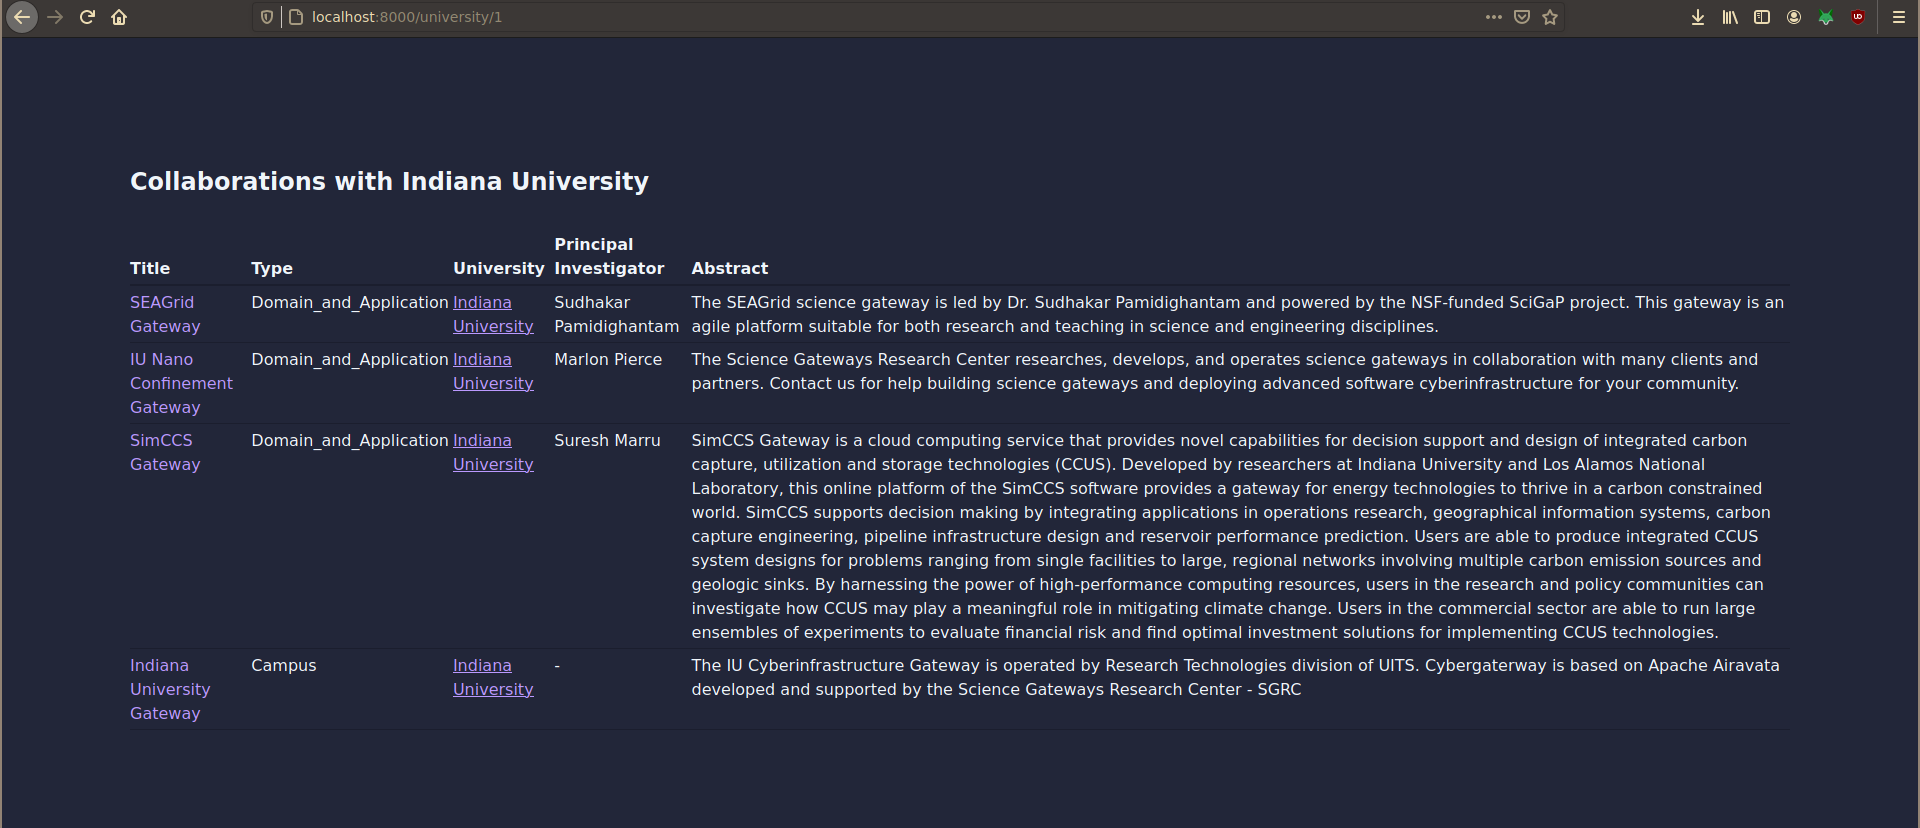 localhost:8000/university/1
Collaborations with Indiana University
Title Type University Principal Investigator Abstract
SEAGrid Domain_and_Application Indiana Sudhakar The SEAGrid science gateway is led by Dr. Sudhakar Pamidighantam and powered by the NSF-funded SciGaP project. This gateway is an
Gateway University Pamidighantam agile platform suitable for both research and teaching in science and engineering disciplines.
IU Nano Domain_and_Application Indiana Marlon Pierce The Science Gateways Research Center researches, develops, and operates science gateways in collaboration with many clients and
Confinement University partners. Contact us for help building science gateways and deploying advanced software cyberinfrastructure for your community.
Gateway
SimCCS Domain_and_Application Indiana Suresh Marru SimCCS Gateway is a cloud computing service that provides novel capabilities for decision support and design of integrated carbon
Gateway University capture, utilization and storage technologies (CCUS). Developed by researchers at Indiana University and Los Alamos National
Laboratory, this online platform of the SimCCS software provides a gateway for energy technologies to thrive in a carbon constrained
world. SimCCS supports decision making by integrating applications in operations research, geographical information systems, carbon
capture engineering, pipeline infrastructure design and reservoir performance prediction. Users are able to produce integrated CCUS
system designs for problems ranging from single facilities to large, regional networks involving multiple carbon emission sources and
geologic sinks. By harnessing the power of high-performance computing resources, users in the research and policy communities can
investigate how CCUS may play a meaningful role in mitigating climate change. Users in the commercial sector are able to run large
ensembles of experiments to evaluate financial risk and find optimal investment solutions for implementing CCUS technologies.
Indiana Campus Indiana - The IU Cyberinfrastructure Gateway is operated by Research Technologies division of UITS. Cybergaterway is based on Apache Airavata
University University developed and supported by the Science Gateways Research Center - SGRC
Gateway